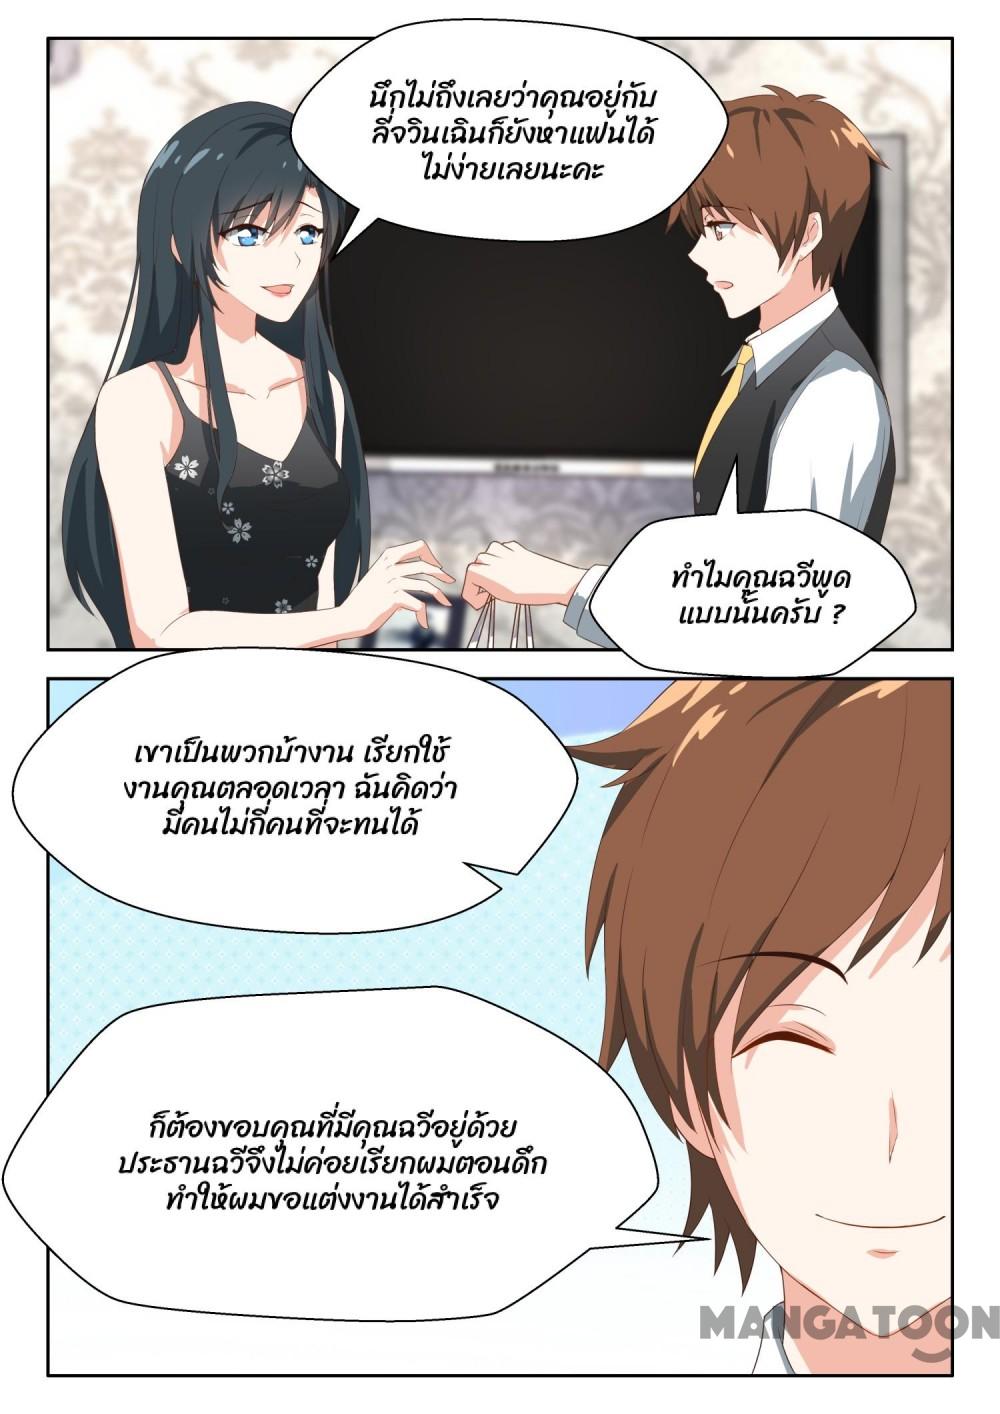 นึกไม่ถึงเลยว่าคุณอยู่กับ
ลี่จวินเฉินก็ยังหาแฟนได้
ไม่ง่ายเลยนะคะ
ทำไมคุณฉวีพูด
แบบนั้นครับ ?
เขาเป็นพวกบ้างาน เรียกใช้
งานคุณตลอดเวลา ฉันคิดว่า
มีคนไม่กี่คนที่จะทนได้
ก็ต้องขอบคุณที่มีคุณฉวีอยู่ด้วย
ประธานฉวีจึงไม่ค่อยเรียกผมตอนดึก
ทำให้ผมขอแต่งงานได้สำเร็จ
MANGATOON